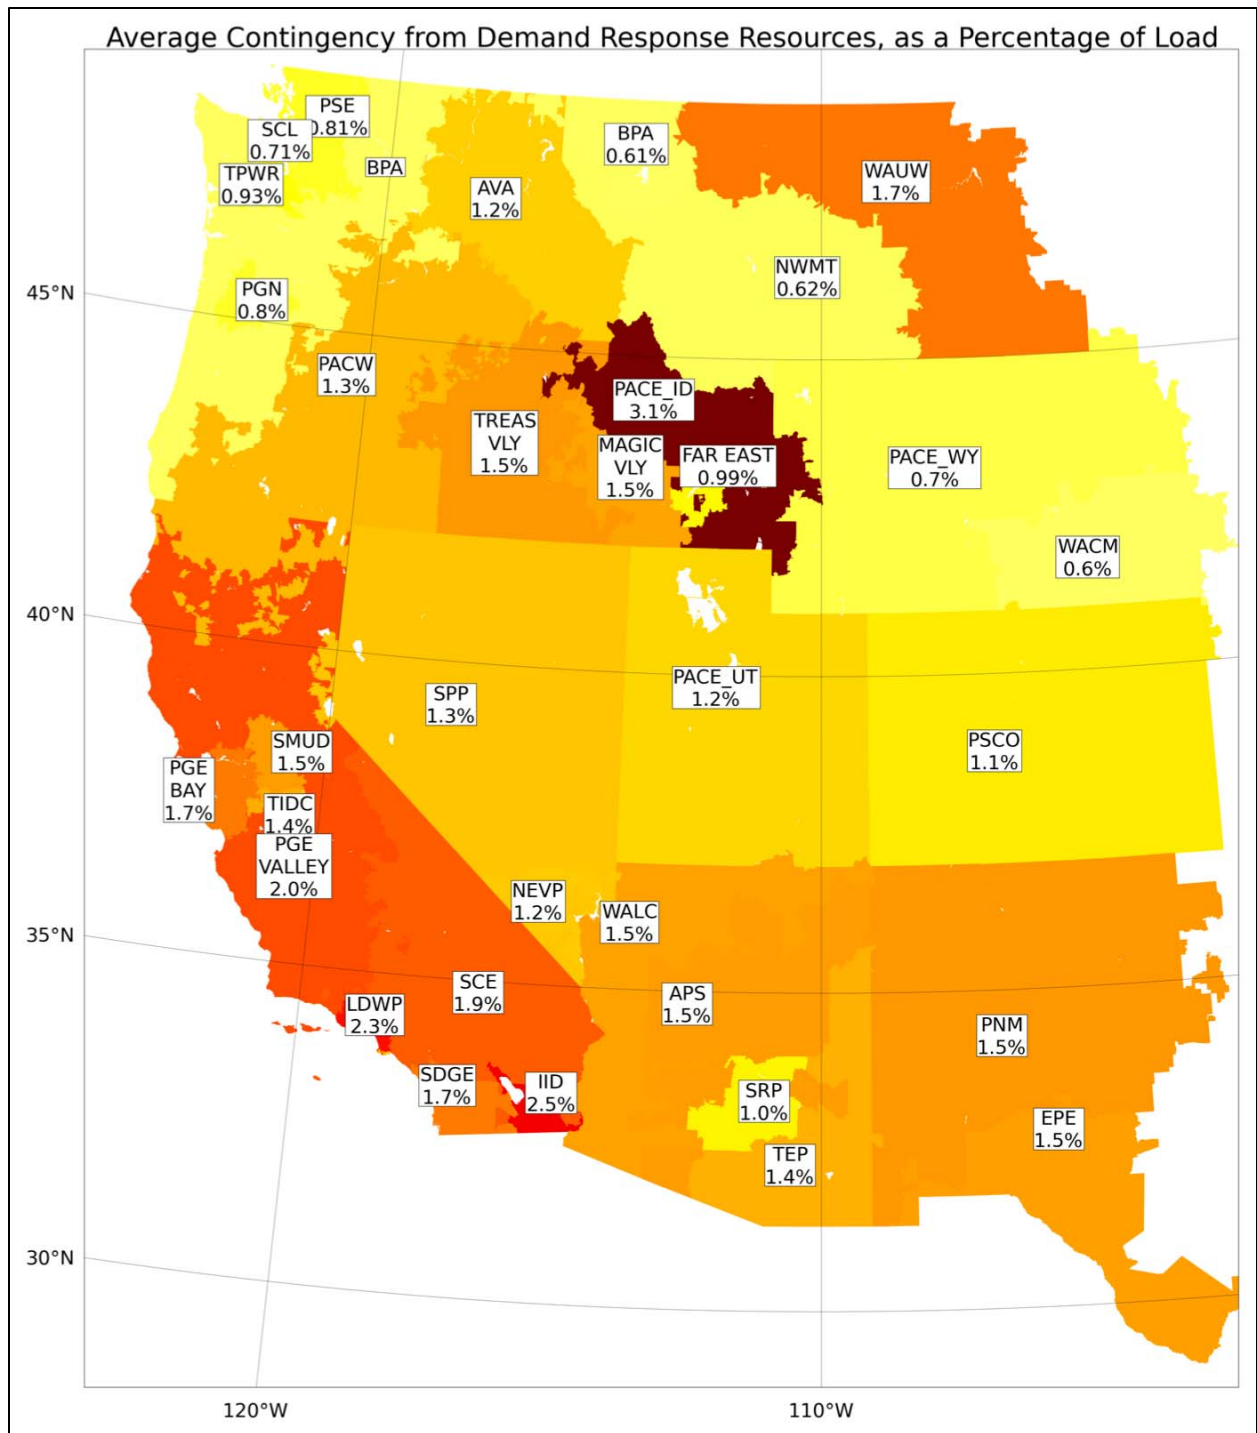 Average Contingency from Demand Response Resources, as a Percentage of Load
PSE
0.81%
SCL
0.71%
TPWR
0.93%
BPA
AVA
1.2%
BPA
0.61%
WAUW
1.7%
NWMT
0.62%
45°N
PGN
0.8%
PACW
1.3%
TREAS
VLY
1.5%
PACE_ID
3.1%
MAGIC
VLY
1.5%
FAR EAST
0.99%
PACE_WY
0.7%
WACM
0.6%
40°N
SPP
1.3%
PACE_UT
1.2%
PSCO
1.1%
SMUD
1.5%
PGE
BAY
1.7%
TIDC
1.4%
PGE
VALLEY
2.0%
NEVP
1.2%
WALC
1.5%
35°N
SCE
1.9%
LDWP
2.3%
APS
1.5%
PNM
1.5%
SDGE
1.7%
IID
2.5%
SRP
1.0%
EPE
1.5%
TEP
1.4%
30°N
120°W
110°W